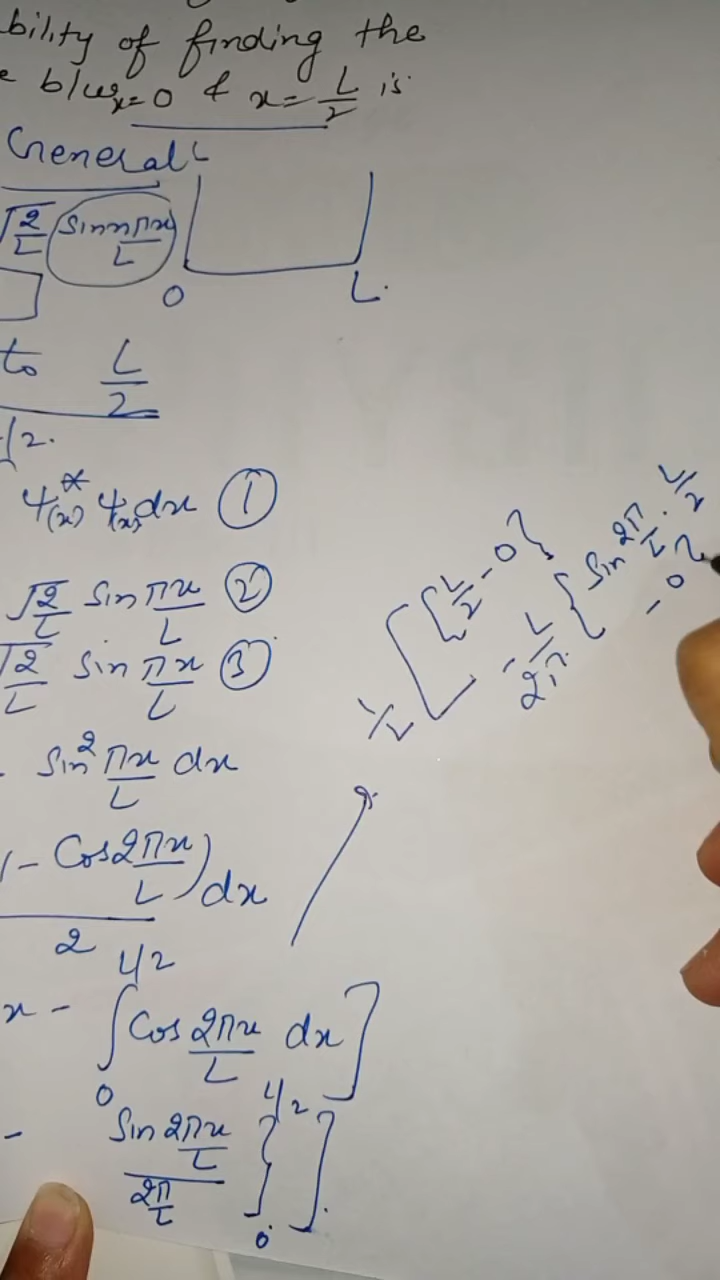 bility of finding the
e b/w x=0 & x= L/2 is
General
√2/L Sin nπx/L
0 L
to L/2
/2.
ψ*(x) ψ(x) dx ①
√2/L Sin πx/L ②
√2/L Sin πx/L ③
Sin² πx/L dx
1 - Cos 2πx/L) dx
2
x - ∫ Cos 2πx/L dx]
L/2
0
- Sin 2πx/L
2π/L
} ]
L/2
0
1/L [ {L/2 - 0}
- L/2π { Sin 2π/L . L/2
- 0 }